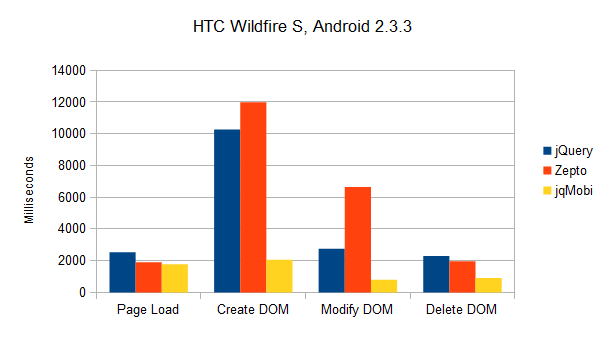 HTC Wildfire S, Android 2.3.3
14000
12000
10000
8000
6000
4000
2000
0
Milliseconds
Page Load
Create DOM
Modify DOM
Delete DOM
jQuery
Zepto
jqMobi